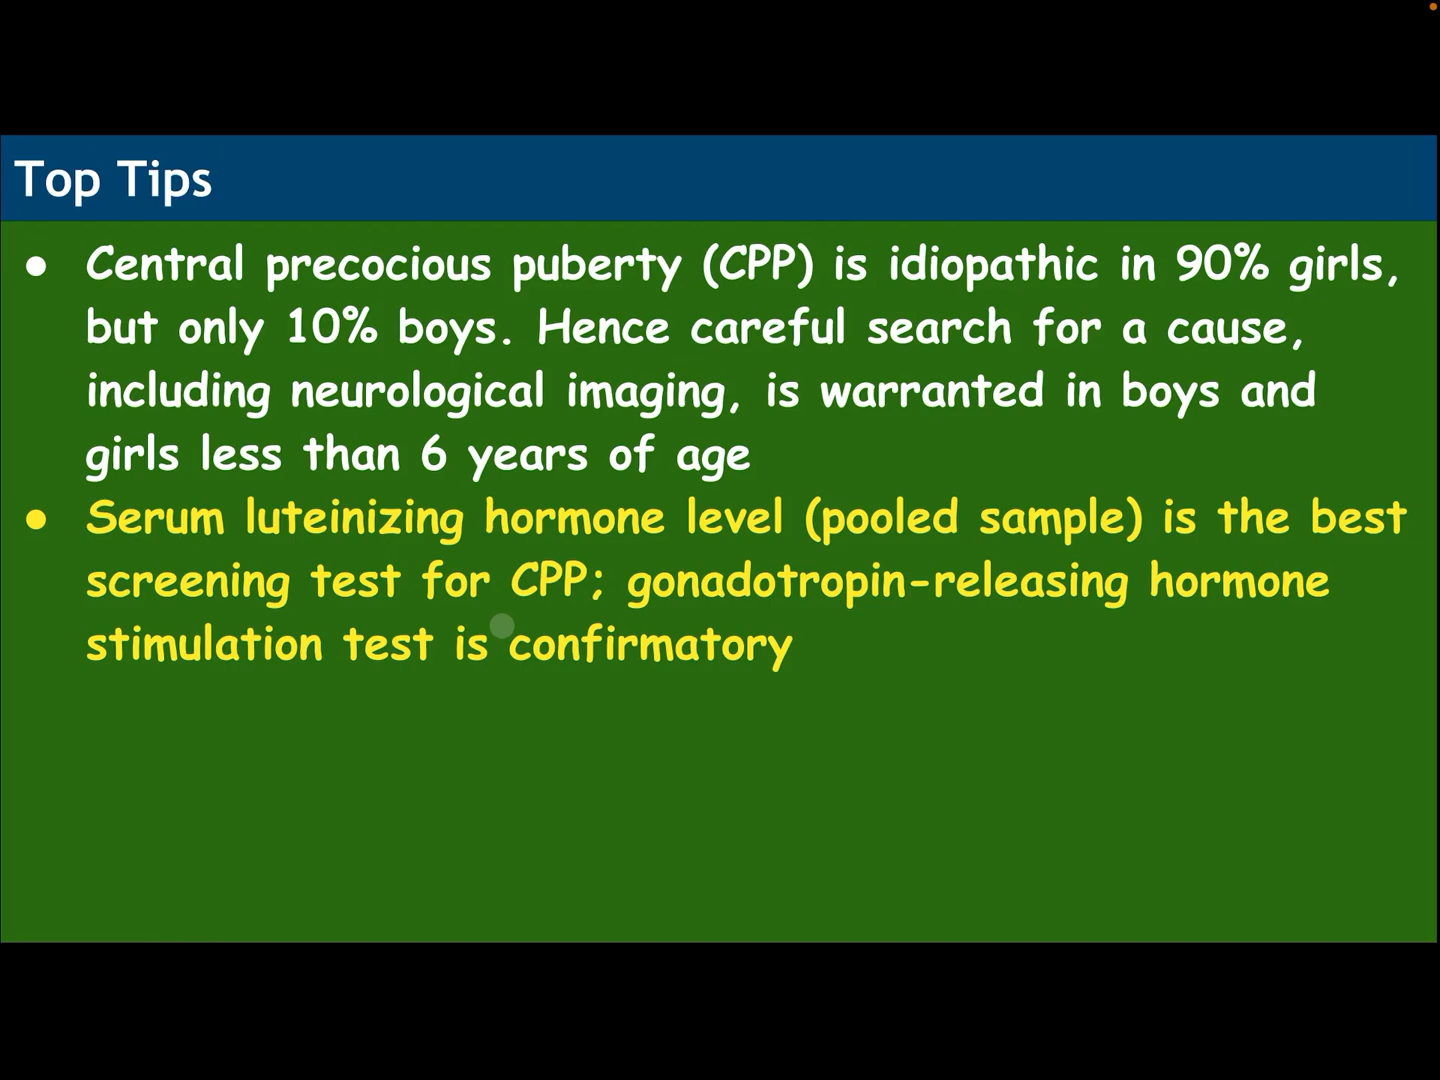 Top Tips
● Central precocious puberty (CPP) is idiopathic in 90% girls,
but only 10% boys. Hence careful search for a cause,
including neurological imaging, is warranted in boys and
girls less than 6 years of age
● Serum luteinizing hormone level (pooled sample) is the best
screening test for CPP; gonadotropin-releasing hormone
stimulation test is confirmatory